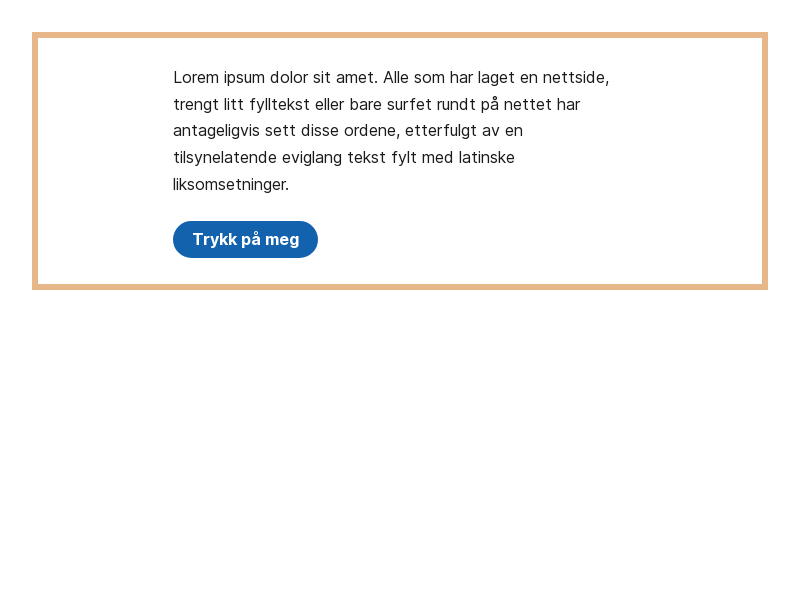 Lorem ipsum dolor sit amet. Alle som har laget en nettside,
trengt litt fylltekst eller bare surfet rundt på nettet har
antageligvis sett disse ordene, etterfulgt av en
tilsynelatende eviglang tekst fylt med latinske
liksomsetninger.
Trykk på meg